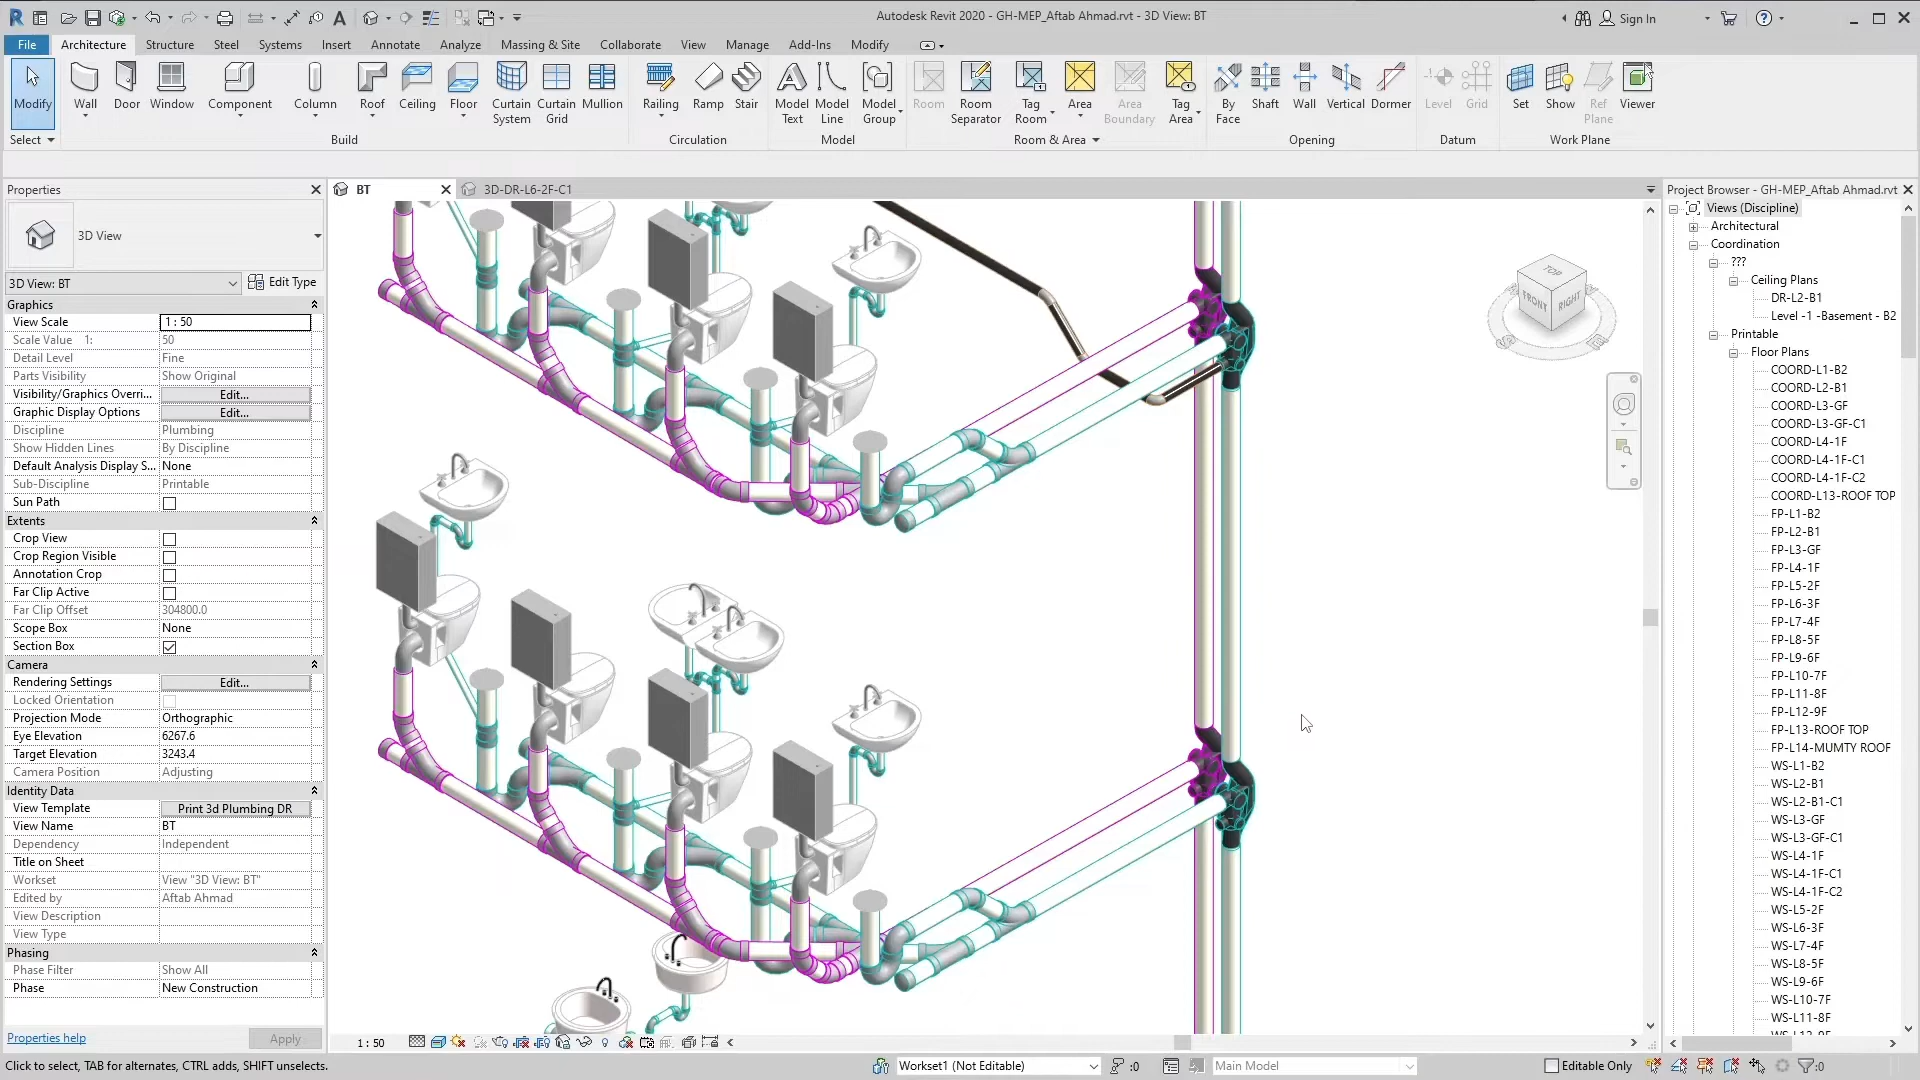 Autodesk Revit 2020 - GH-MEP_Aftab Ahmad.rvt - 3D View: BT
Sign In
File Architecture Structure Steel Systems Insert Annotate Analyze Massing & Site Collaborate View Manage Add-Ins Modify
Modify Wall Door Window Component Column Roof Ceiling Floor Curtain System Curtain Grid Mullion Railing Ramp Stair Model Text Model Line Model Group Room Room Separator Tag Room Area Area Boundary Tag Area By Face Shaft Wall Vertical Dormer Level Grid Set Show Ref Plane Viewer
Select Build Circulation Model Room & Area Opening Datum Work Plane
Properties
3D View
3D View: BT Edit Type
Graphics
View Scale 1 : 50
Scale Value 1: 50
Detail Level Fine
Parts Visibility Show Original
Visibility/Graphics Overri... Edit...
Graphic Display Options Edit...
Discipline Plumbing
Show Hidden Lines By Discipline
Default Analysis Display S... None
Sub-Discipline Printable
Sun Path
Extents
Crop View
Crop Region Visible
Annotation Crop
Far Clip Active
Far Clip Offset 304800.0
Scope Box None
Section Box
Camera
Rendering Settings Edit...
Locked Orientation
Projection Mode Orthographic
Eye Elevation 6267.6
Target Elevation 3243.4
Camera Position Adjusting
Identity Data
View Template Print 3d Plumbing DR
View Name BT
Dependency Independent
Title on Sheet
Workset View "3D View: BT"
Edited by Aftab Ahmad
View Description
View Type
Phasing
Phase Filter Show All
Phase New Construction
Properties help Apply
BT 3D-DR-L6-2F-C1
TOP
FRONT RIGHT
Project Browser - GH-MEP_Aftab Ahmad.rvt
Views (Discipline)
Architectural
Coordination
???
Ceiling Plans
DR-L2-B1
Level -1 -Basement - B2
Printable
Floor Plans
COORD-L1-B2
COORD-L2-B1
COORD-L3-GF
COORD-L3-GF-C1
COORD-L4-1F
COORD-L4-1F-C1
COORD-L4-1F-C2
COORD-L13-ROOF TOP
FP-L1-B2
FP-L2-B1
FP-L3-GF
FP-L4-1F
FP-L5-2F
FP-L6-3F
FP-L7-4F
FP-L8-5F
FP-L9-6F
FP-L10-7F
FP-L11-8F
FP-L12-9F
FP-L13-ROOF TOP
FP-L14-MUMTY ROOF
WS-L1-B2
WS-L2-B1
WS-L2-B1-C1
WS-L3-GF
WS-L3-GF-C1
WS-L4-1F
WS-L4-1F-C1
WS-L4-1F-C2
WS-L5-2F
WS-L6-3F
WS-L7-4F
WS-L8-5F
WS-L9-6F
WS-L10-7F
WS-L11-8F
1 : 50
Click to select, TAB for alternates, CTRL adds, SHIFT unselects. Workset1 (Not Editable) :0 Main Model Editable Only :0